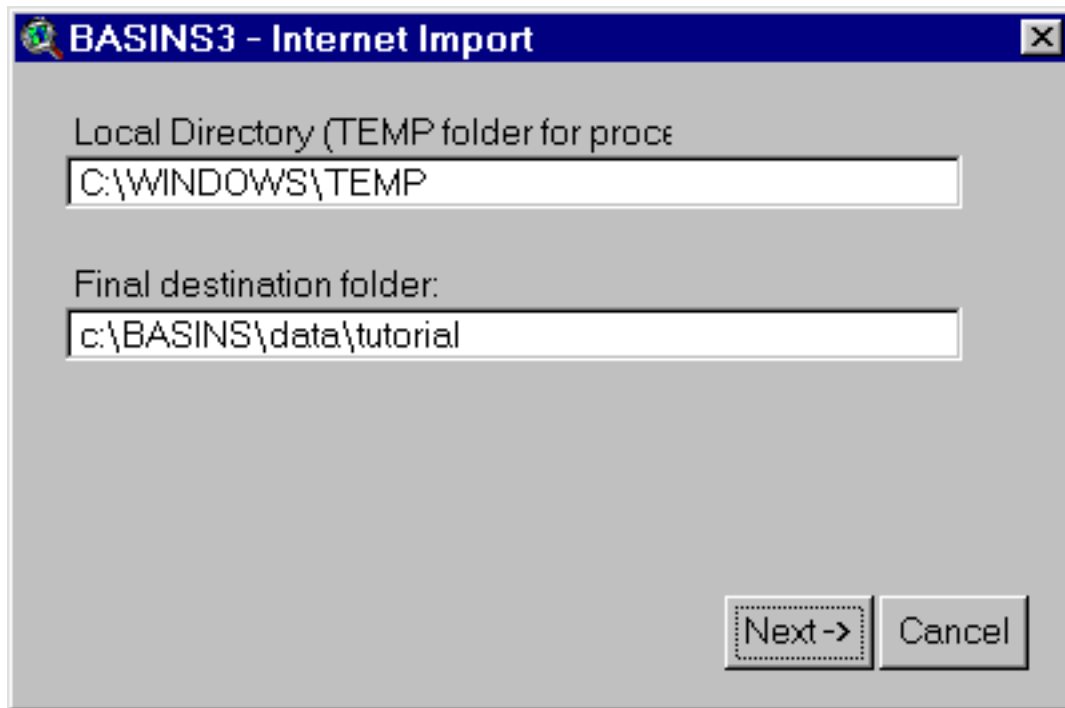 BASINS3 - Internet Import
Local Directory (TEMP folder for proce
C:\WINDOWS\TEMP
Final destination folder:
c:\BASINS\data\tutorial
Next-> Cancel